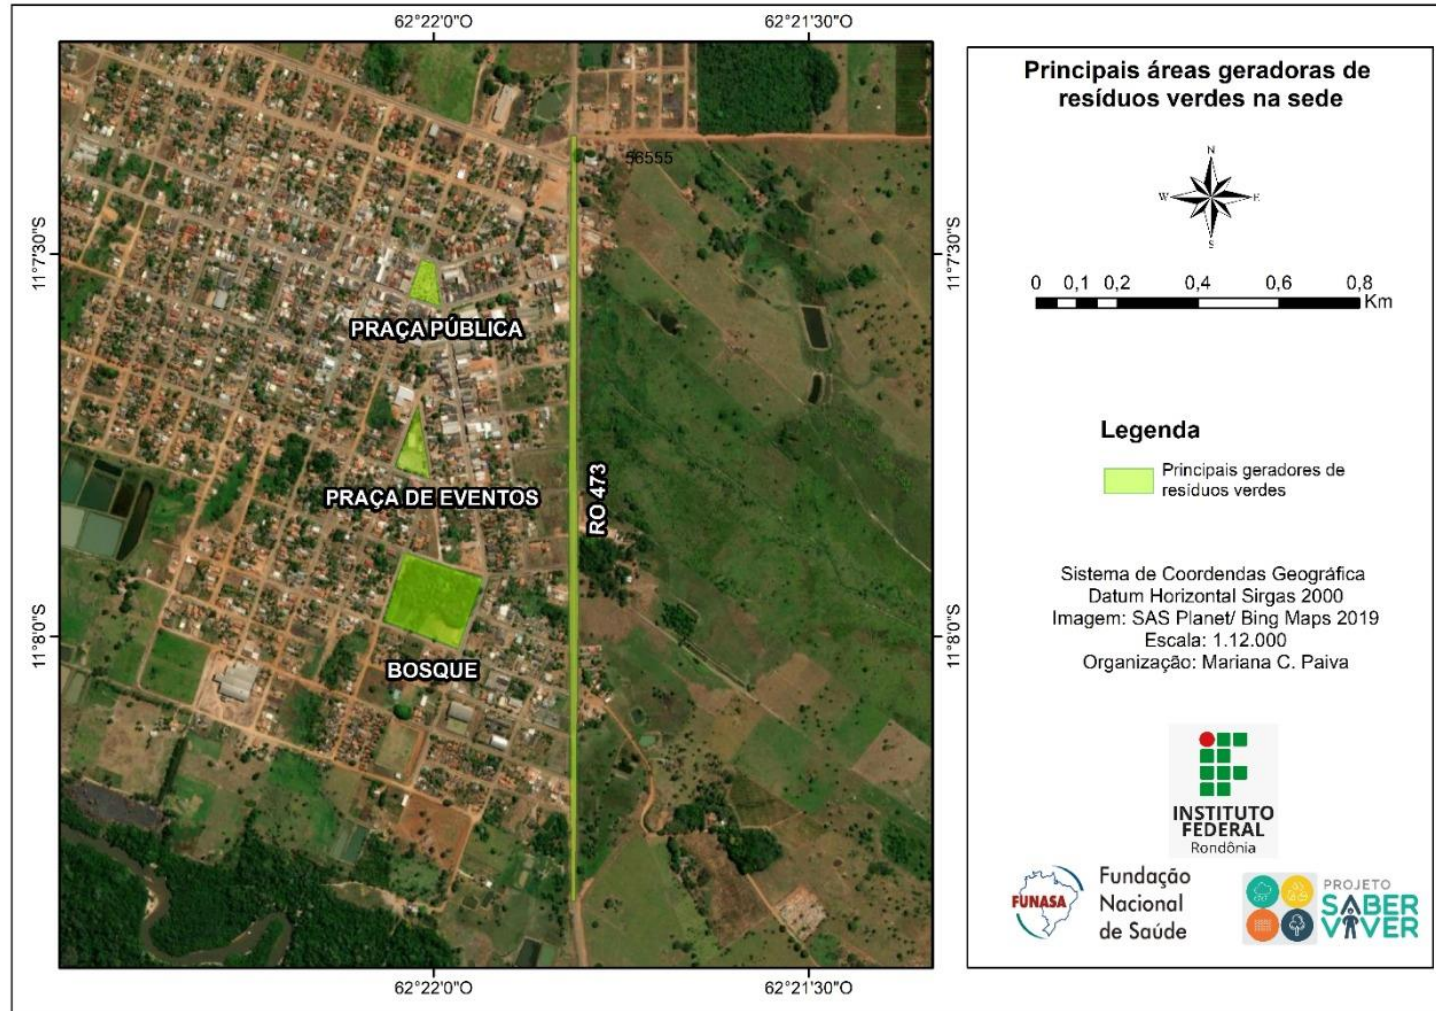 62°22'0"O
62°21'30"O
11°7'30"S
11°7'30"S
56555
PRAÇA PÚBLICA
PRAÇA DE EVENTOS
RO 473
11°8'0"S
11°8'0"S
BOSQUE
62°22'0"O
62°21'30"O
Principais áreas geradoras de
resíduos verdes na sede
N
W
E
S
0 0,1 0,2 0,4 0,6 0,8
Km
Legenda
Principais geradores de
resíduos verdes
Sistema de Coordendas Geográfica
Datum Horizontal Sirgas 2000
Imagem: SAS Planet/ Bing Maps 2019
Escala: 1.12.000
Organização: Mariana C. Paiva
INSTITUTO
FEDERAL
Rondônia
FUNASA
Fundação
Nacional
de Saúde
PROJETO
SABER
VIVER